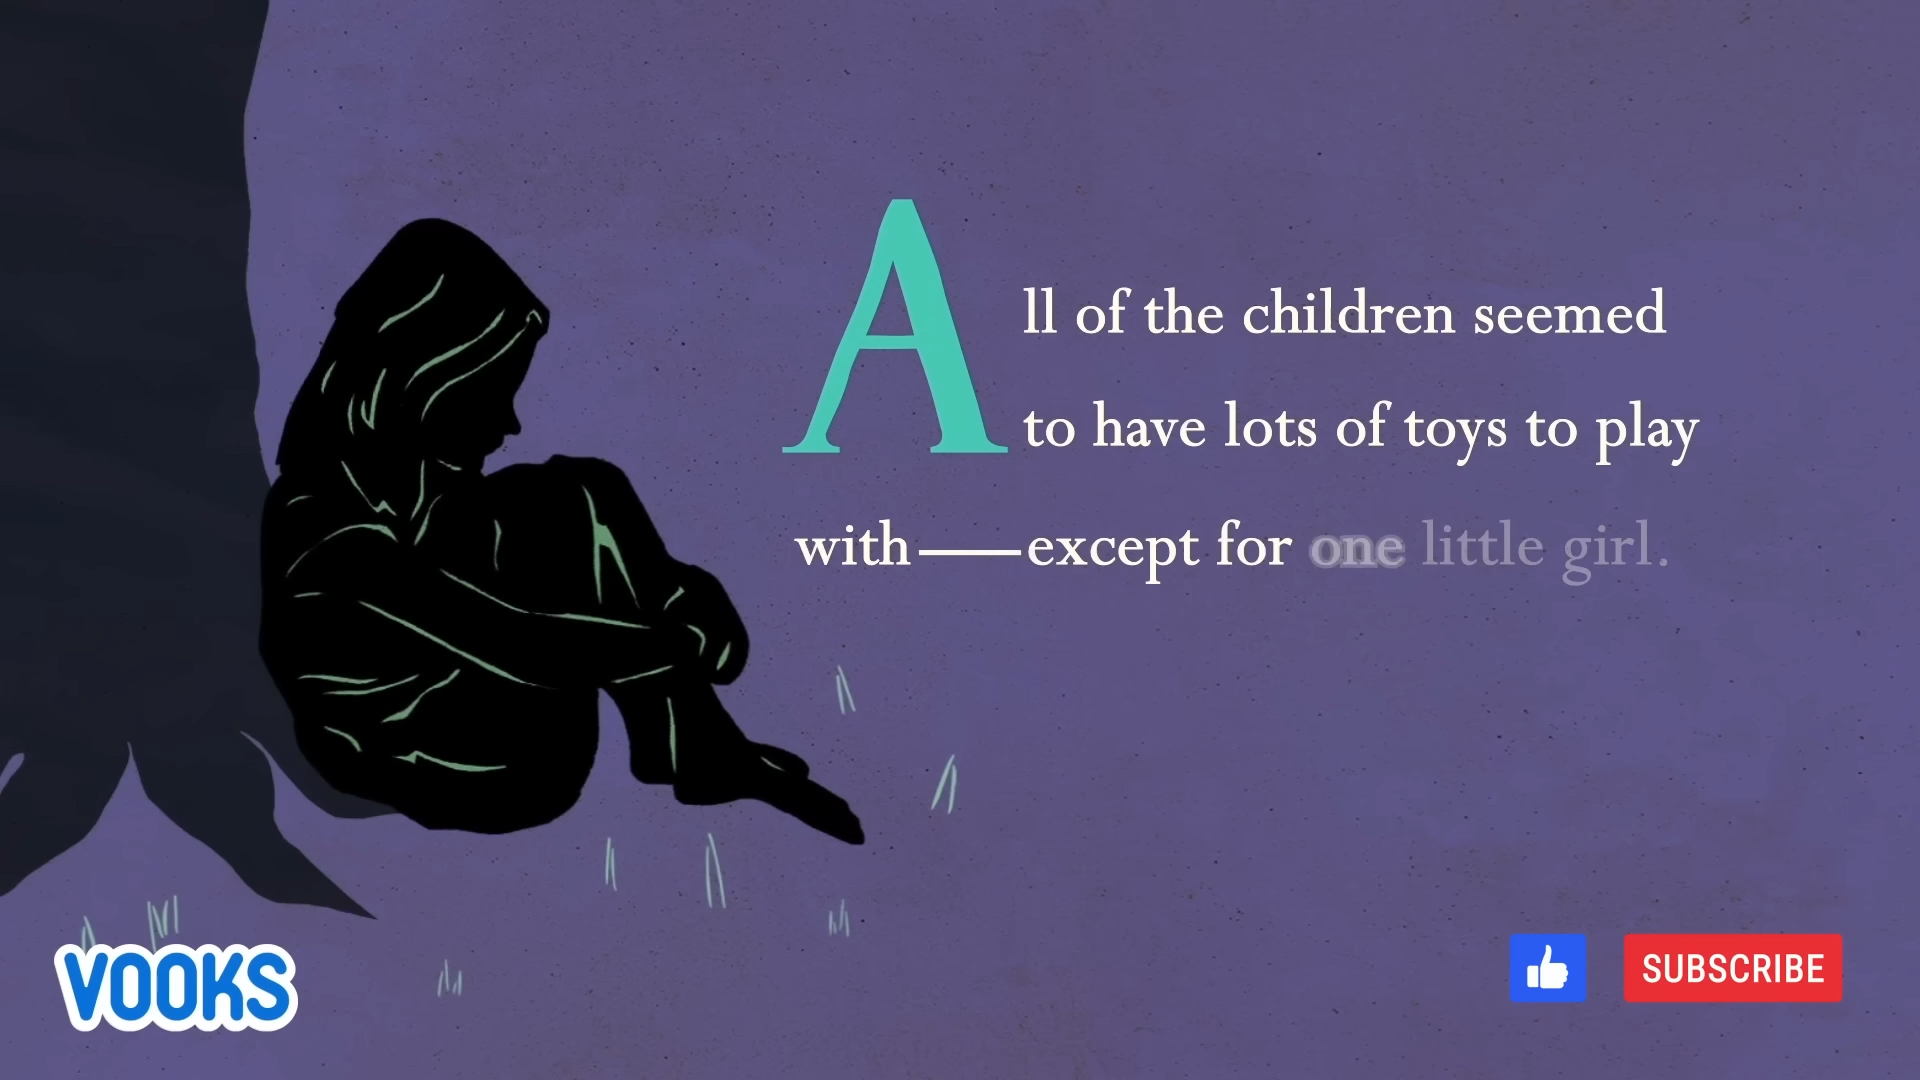 All of the children seemed
to have lots of toys to play
with—except for one little girl.
VOOKS
SUBSCRIBE